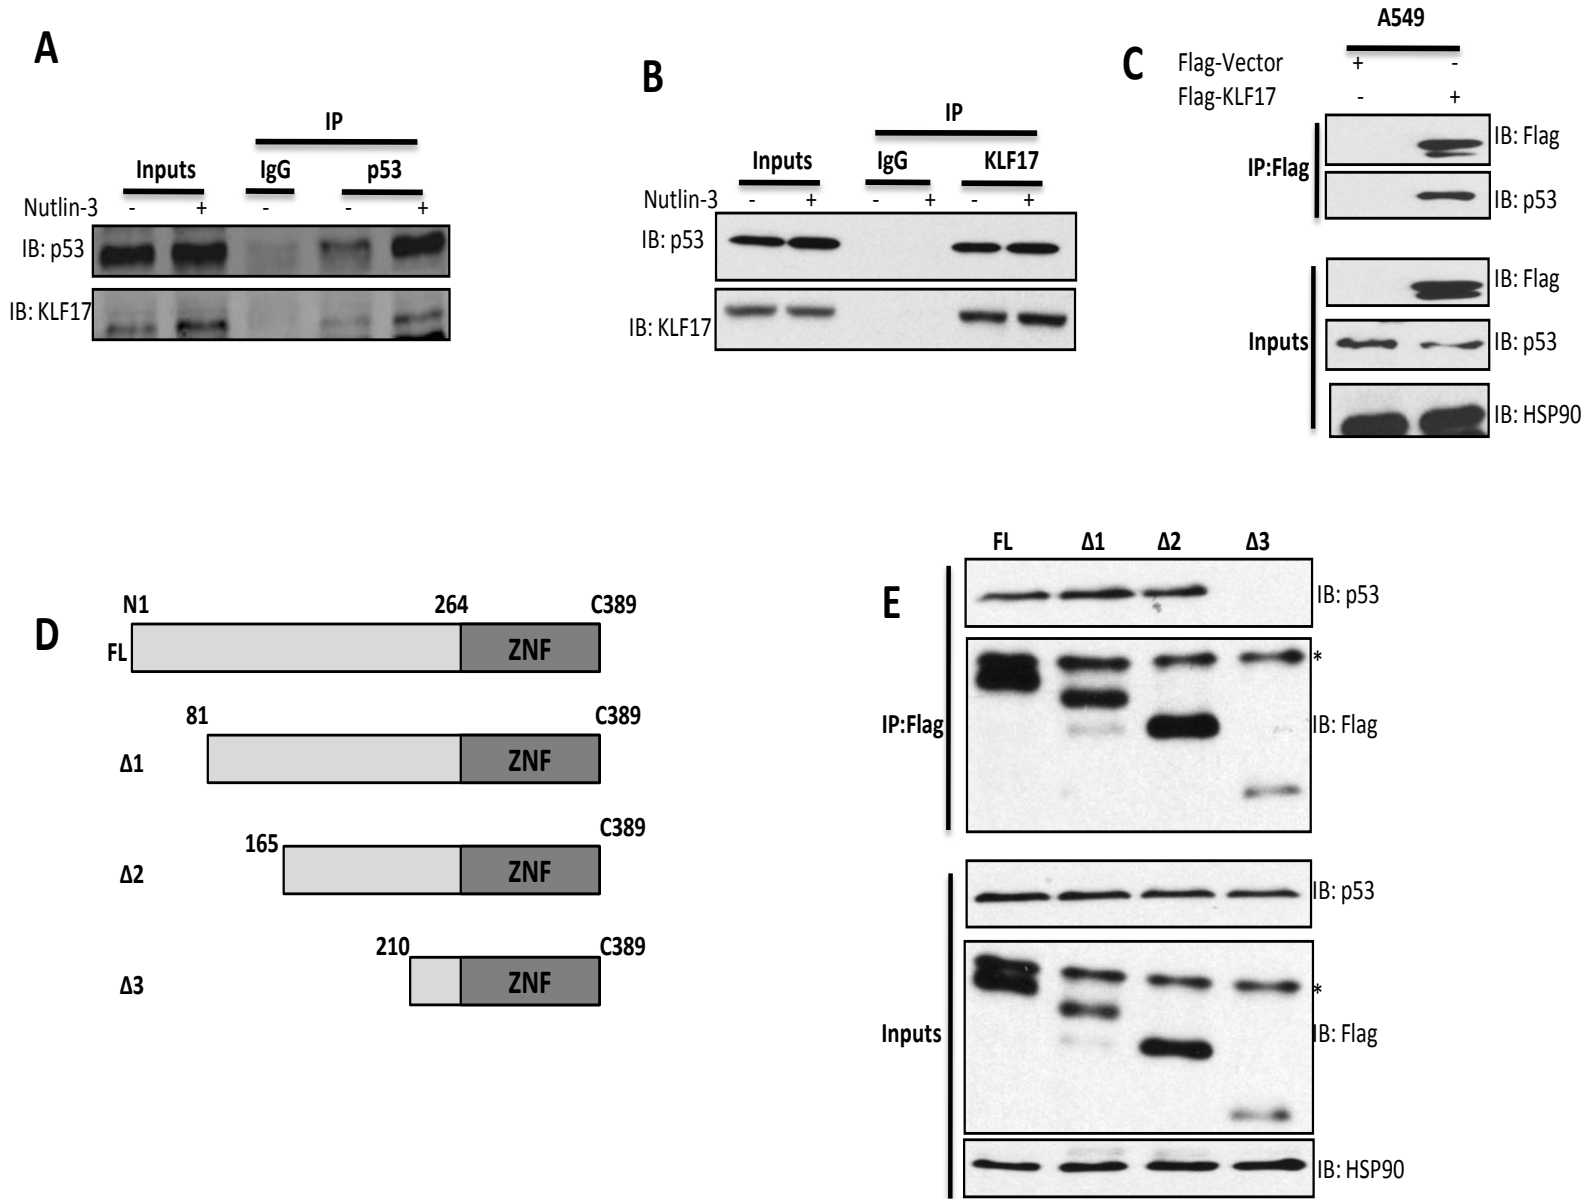 A
IP
Inputs IgG p53
Nutlin-3 - + - - +
IB: p53
IB: KLF17
B
IP
Inputs IgG KLF17
Nutlin-3 - + - + - +
IB: p53
IB: KLF17
C
A549
Flag-Vector + -
Flag-KLF17 - +
IP:Flag
IB: Flag
IB: p53
Inputs
IB: Flag
IB: p53
IB: HSP90
D
N1 264 C389
FL ZNF
81 C389
Δ1 ZNF
165 C389
Δ2 ZNF
210 C389
Δ3 ZNF
E
FL Δ1 Δ2 Δ3
IP:Flag
IB: p53
*
IB: Flag
Inputs
IB: p53
*
IB: Flag
IB: HSP90